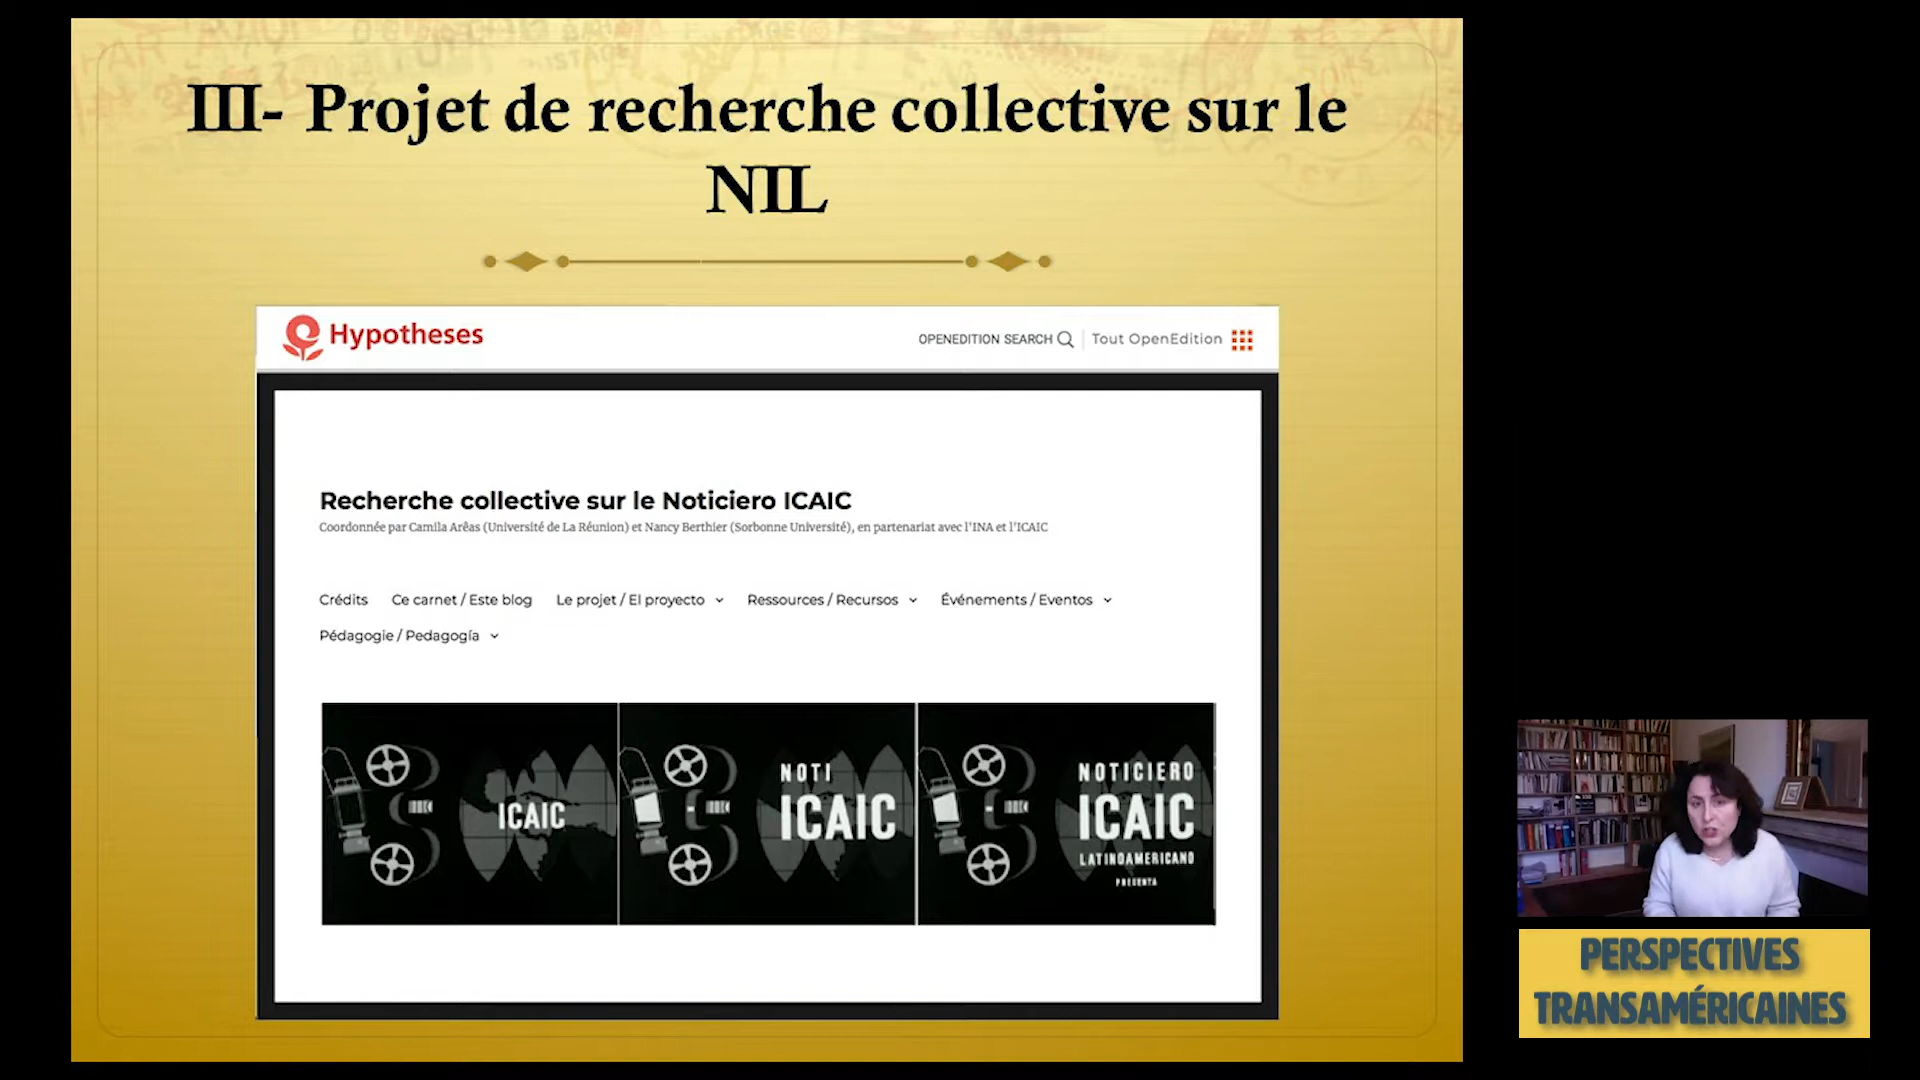 III- Projet de recherche collective sur le
NIL
Hypotheses
OPENEDITION SEARCH
Tout OpenEdition
Recherche collective sur le Noticiero ICAIC
Coordonnée par Camila Arêas (Université de La Réunion) et Nancy Berthier (Sorbonne Université), en partenariat avec l'INA et l'ICAIC
Crédits
Ce carnet / Este blog
Le projet / El proyecto
Ressources / Recursos
Événements / Eventos
Pédagogie / Pedagogía
ICAIC
NOTI
ICAIC
NOTICIERO
ICAIC
LATINOAMERICANO
PRESENTA
PERSPECTIVES
TRANSAMÉRICAINES